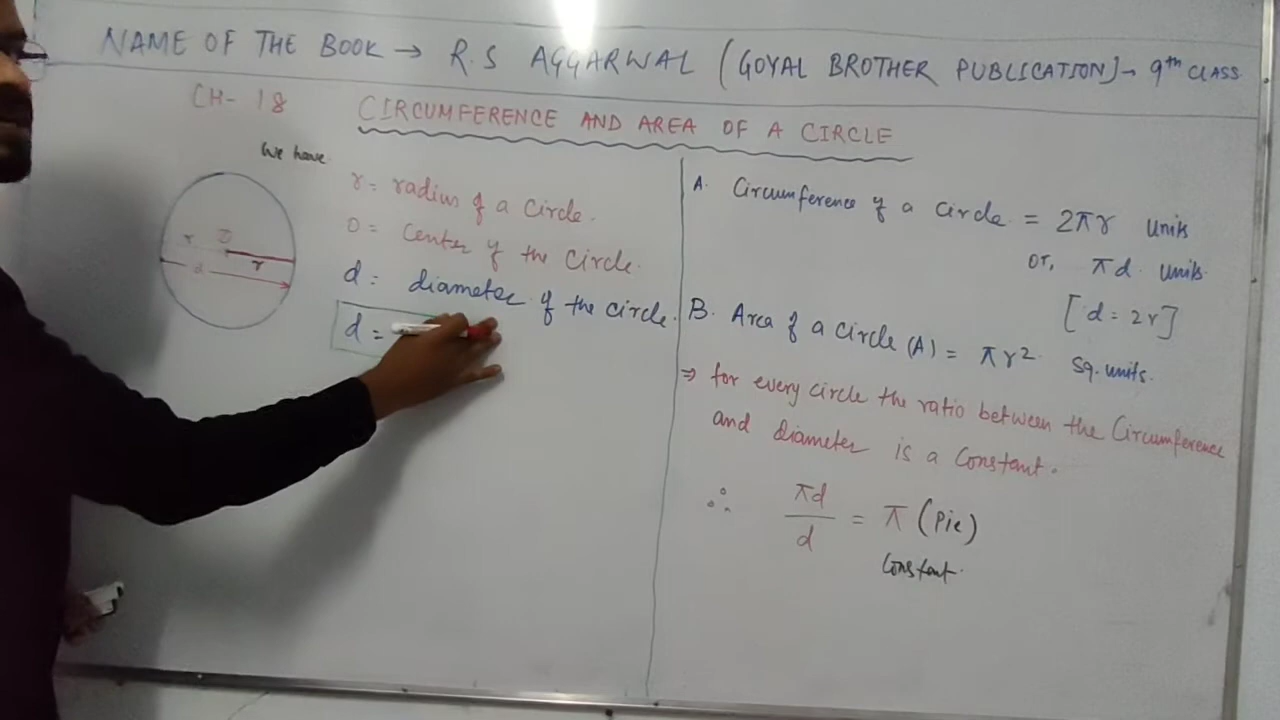 NAME OF THE BOOK → R.S AGGARWAL (GOYAL BROTHER PUBLICATION)- 9th CLASS
CH- 18 CIRCUMFERENCE AND AREA OF A CIRCLE
We have
r O
r
d
r = radius of a circle.
O = Center of the Circle.
d = diameter of the circle.
d =
A. Circumference of a circle = 2πr units
or, πd units
[d = 2r]
B. Area of a circle (A) = πr² Sq. units.
⇒ for every circle the ratio between the Circumference
and diameter is a Constant.
∴ πd/d = π (Pie)
Constant.